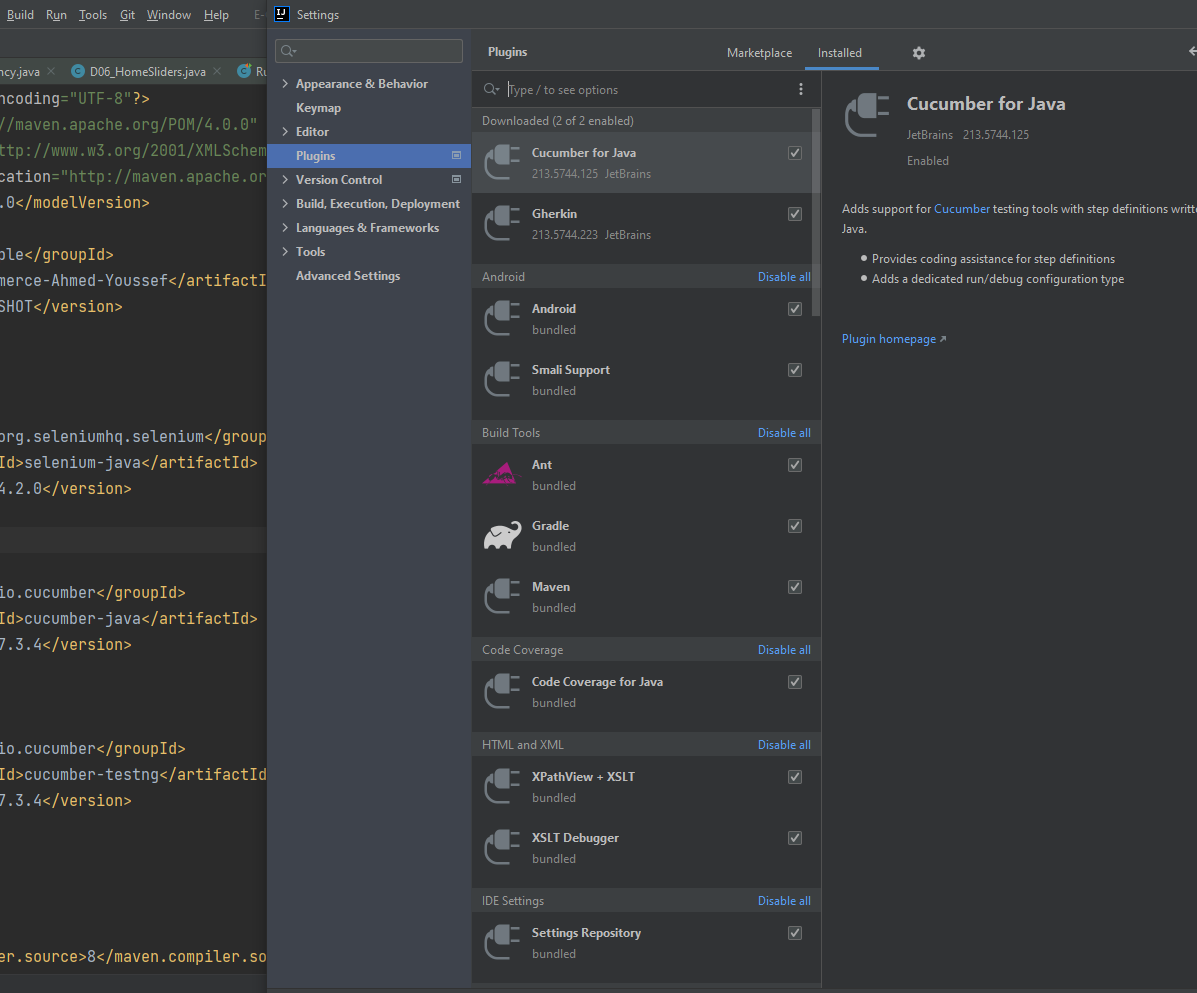 Build Run Tools Git Window Help E-
Settings
ncy.java
D06_HomeSliders.java
Ru
ncoding="UTF-8"?>
//maven.apache.org/POM/4.0.0"
ttp://www.w3.org/2001/XMLSchem
cation="http://maven.apache.or
.0</modelVersion>
ple</groupId>
merce-Ahmed-Youssef</artifactI
SHOT</version>
org.seleniumhq.selenium</group
Id>selenium-java</artifactId>
4.2.0</version>
io.cucumber</groupId>
Id>cucumber-java</artifactId>
7.3.4</version>
io.cucumber</groupId>
Id>cucumber-testng</artifactId
7.3.4</version>
er.source>8</maven.compiler.so
Appearance & Behavior
Keymap
Editor
Plugins
Version Control
Build, Execution, Deployment
Languages & Frameworks
Tools
Advanced Settings
Plugins
Marketplace
Installed
Type / to see options
Downloaded (2 of 2 enabled)
Cucumber for Java
213.5744.125 JetBrains
Gherkin
213.5744.223 JetBrains
Android Disable all
Android
bundled
Smali Support
bundled
Build Tools Disable all
Ant
bundled
Gradle
bundled
Maven
bundled
Code Coverage Disable all
Code Coverage for Java
bundled
HTML and XML Disable all
XPathView + XSLT
bundled
XSLT Debugger
bundled
IDE Settings Disable all
Settings Repository
bundled
Cucumber for Java
JetBrains 213.5744.125
Enabled
Adds support for Cucumber testing tools with step definitions writte
Java.
Provides coding assistance for step definitions
Adds a dedicated run/debug configuration type
Plugin homepage